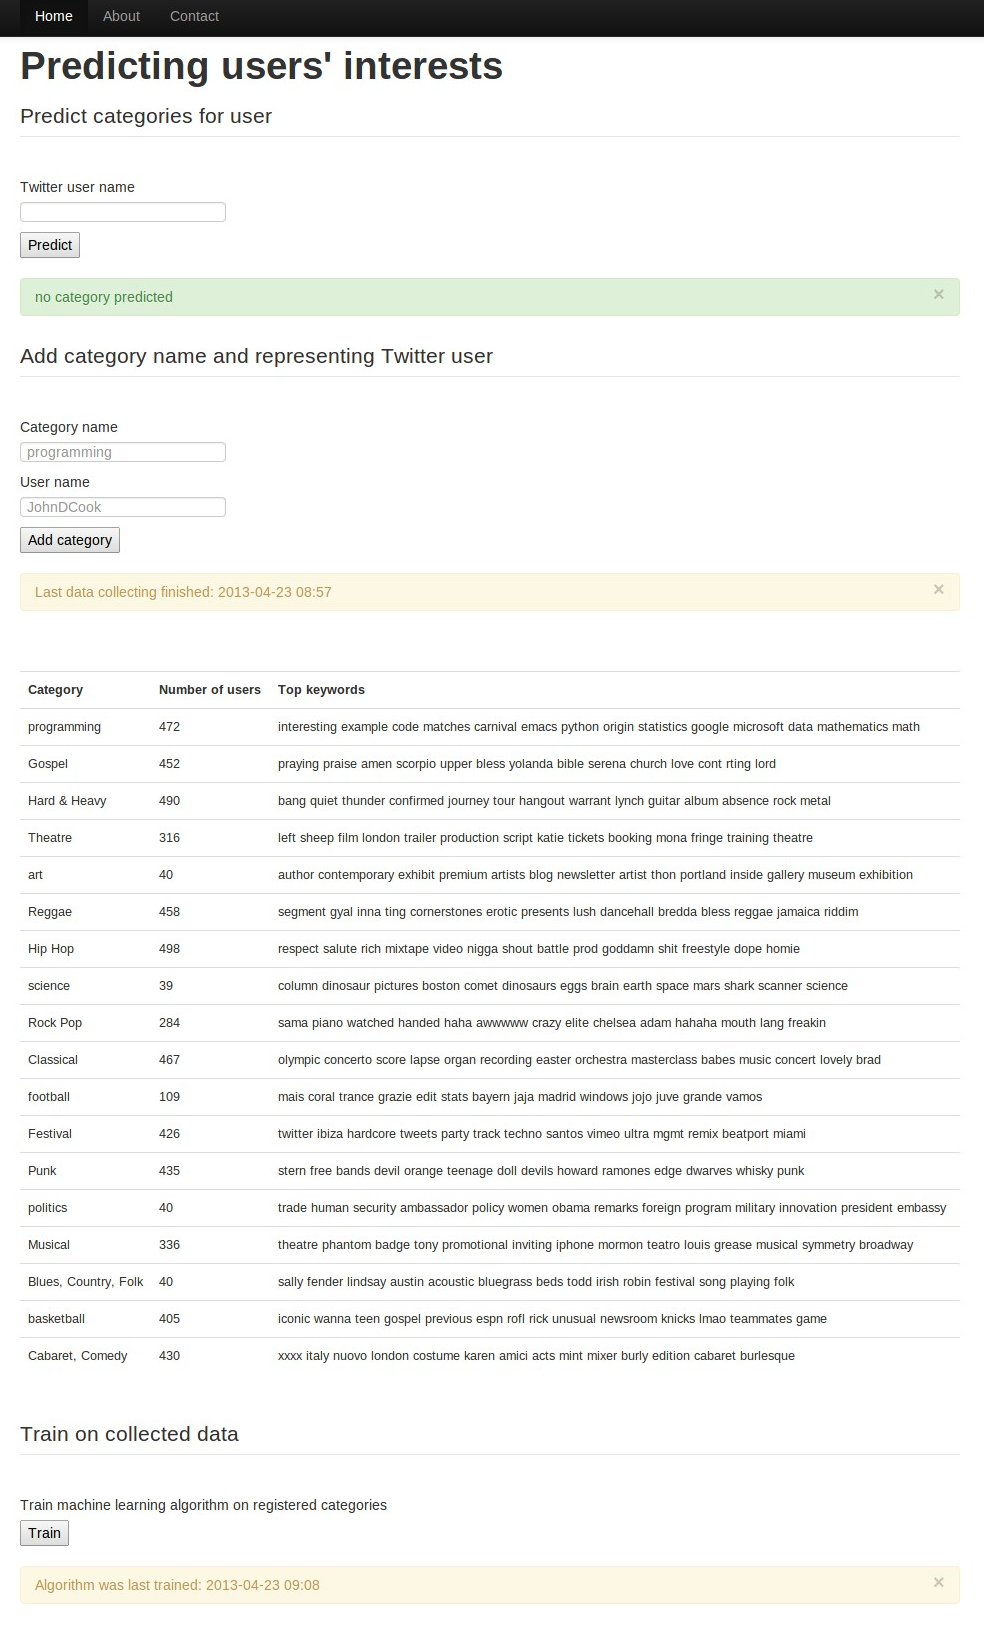 Home About Contact
Predicting users' interests
Predict categories for user
Twitter user name
Predict
no category predicted ×
Add category name and representing Twitter user
Category name
programming
User name
JohnDCook
Add category
Last data collecting finished: 2013-04-23 08:57 ×
Category Number of users Top keywords
programming 472 interesting example code matches carnival emacs python origin statistics google microsoft data mathematics math
Gospel 452 praying praise amen scorpio upper bless yolanda bible serena church love cont rting lord
Hard & Heavy 490 bang quiet thunder confirmed journey tour hangout warrant lynch guitar album absence rock metal
Theatre 316 left sheep film london trailer production script katie tickets booking mona fringe training theatre
art 40 author contemporary exhibit premium artists blog newsletter artist thon portland inside gallery museum exhibition
Reggae 458 segment gyal inna ting cornerstones erotic presents lush dancehall bredda bless reggae jamaica riddim
Hip Hop 498 respect salute rich mixtape video nigga shout battle prod goddamn shit freestyle dope homie
science 39 column dinosaur pictures boston comet dinosaurs eggs brain earth space mars shark scanner science
Rock Pop 284 sama piano watched handed haha awwwww crazy elite chelsea adam hahaha mouth lang freakin
Classical 467 olympic concerto score lapse organ recording easter orchestra masterclass babes music concert lovely brad
football 109 mais coral trance grazie edit stats bayern jaja madrid windows jojo juve grande vamos
Festival 426 twitter ibiza hardcore tweets party track techno santos vimeo ultra mgmt remix beatport miami
Punk 435 stern free bands devil orange teenage doll devils howard ramones edge dwarves whisky punk
politics 40 trade human security ambassador policy women obama remarks foreign program military innovation president embassy
Musical 336 theatre phantom badge tony promotional inviting iphone mormon teatro louis grease musical symmetry broadway
Blues, Country, Folk 40 sally fender lindsay austin acoustic bluegrass beds todd irish robin festival song playing folk
basketball 405 iconic wanna teen gospel previous espn rofl rick unusual newsroom knicks lmao teammates game
Cabaret, Comedy 430 xxxx italy nuovo london costume karen amici acts mint mixer burly edition cabaret burlesque
Train on collected data
Train machine learning algorithm on registered categories
Train
Algorithm was last trained: 2013-04-23 09:08 ×